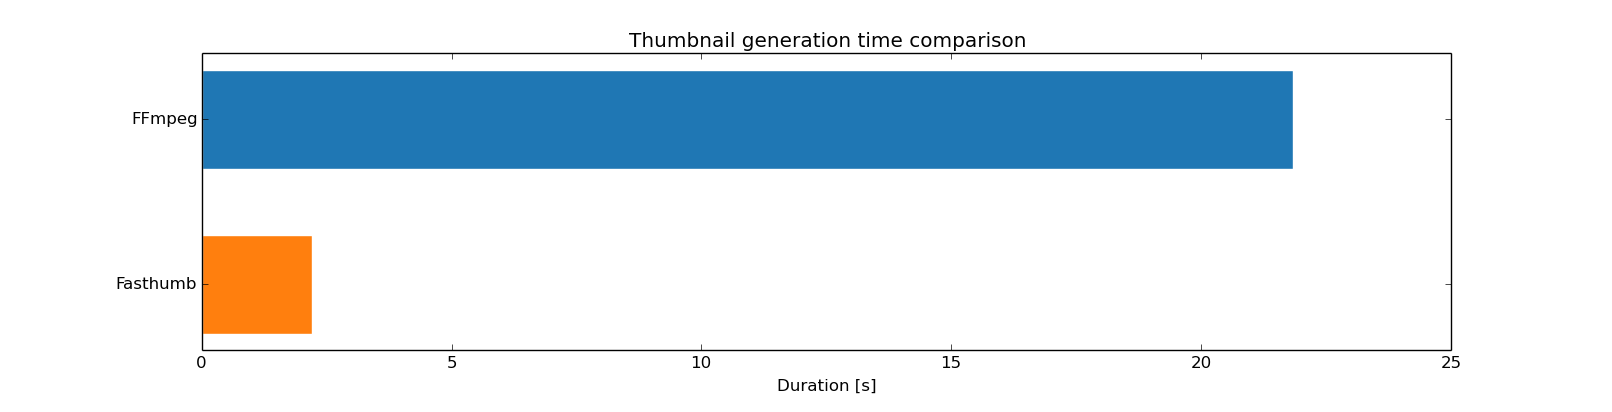 Thumbnail generation time comparison
FFmpeg
Fasthumb
0 5 10 15 20 25
Duration [s]